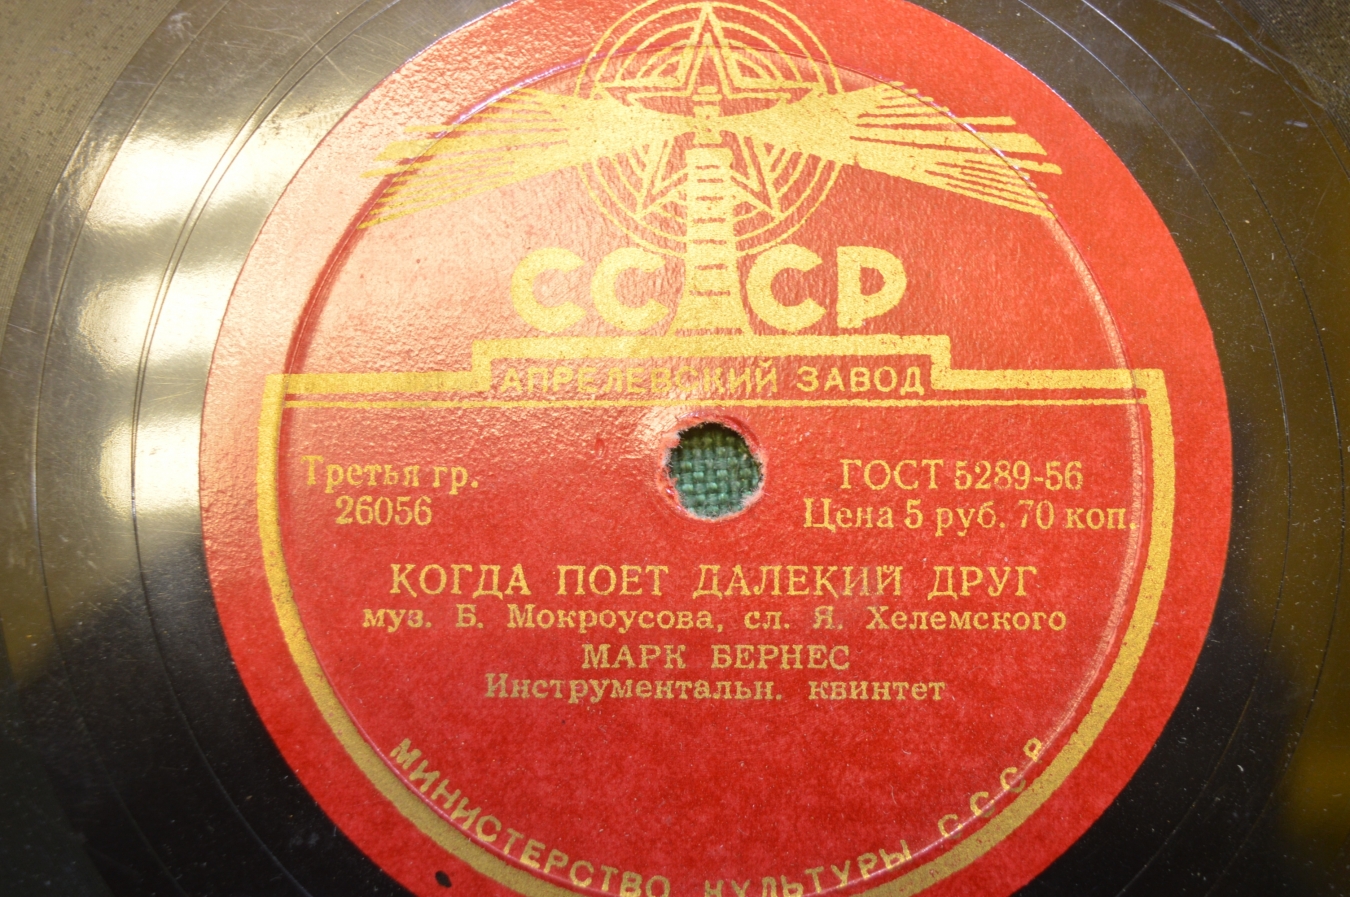 СССР
АПРЕЛЕВСКИЙ ЗАВОД
Третья гр.
26056
ГОСТ 5289-56
Цена 5 руб. 70 коп.
КОГДА ПОЕТ ДАЛЕКИЙ ДРУГ
муз. Б. Мокроусова, сл. Я. Хелемского
МАРК БЕРНЕС
Инструментальн. квинтет
МИНИСТЕРСТВО КУЛЬТУРЫ СССР